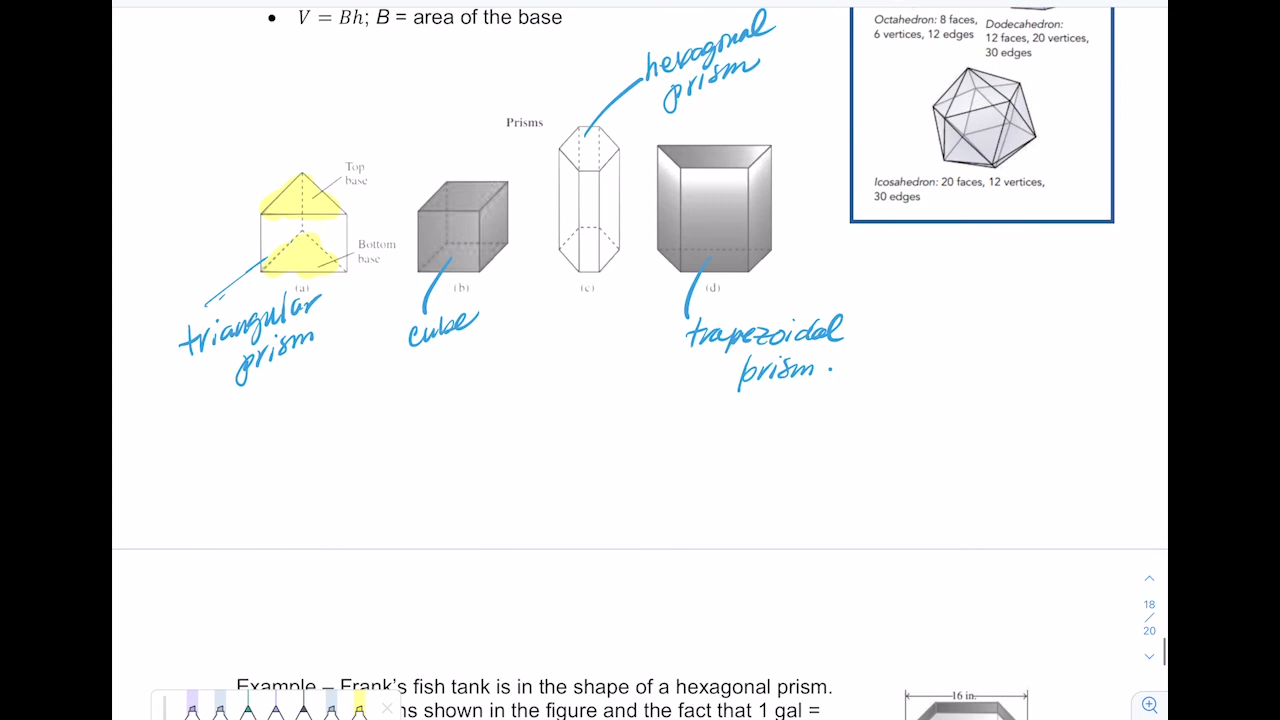 • V = Bh; B = area of the base
Octahedron: 8 faces,
6 vertices, 12 edges
Dodecahedron:
12 faces, 20 vertices,
30 edges
hexagonal
prism
Prisms
Top
base
Bottom
base
Icosahedron: 20 faces, 12 vertices,
30 edges
(a)
(b)
(c)
(d)
triangular
prism
cube
trapezoidal
prism.
18
/
20
Example – Frank's fish tank is in the shape of a hexagonal prism.
ns shown in the figure and the fact that 1 gal =
16 in.